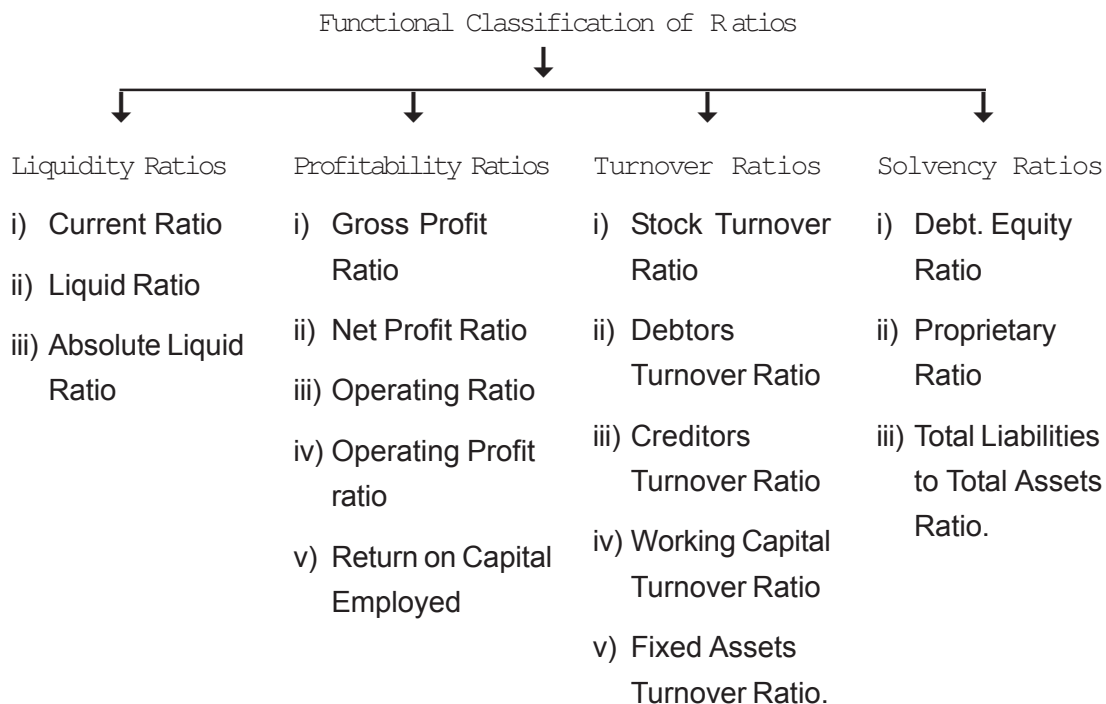 Functional Classification of Ratios
Liquidity Ratios
i) Current Ratio
ii) Liquid Ratio
iii) Absolute Liquid
Ratio
Profitability Ratios
i) Gross Profit
Ratio
ii) Net Profit Ratio
iii) Operating Ratio
iv) Operating Profit
ratio
v) Return on Capital
Employed
Turnover Ratios
i) Stock Turnover
Ratio
ii) Debtors
Turnover Ratio
iii) Creditors
Turnover Ratio
iv) Working Capital
Turnover Ratio
v) Fixed Assets
Turnover Ratio.
Solvency Ratios
i) Debt. Equity
Ratio
ii) Proprietary
Ratio
iii) Total Liabilities
to Total Assets
Ratio.